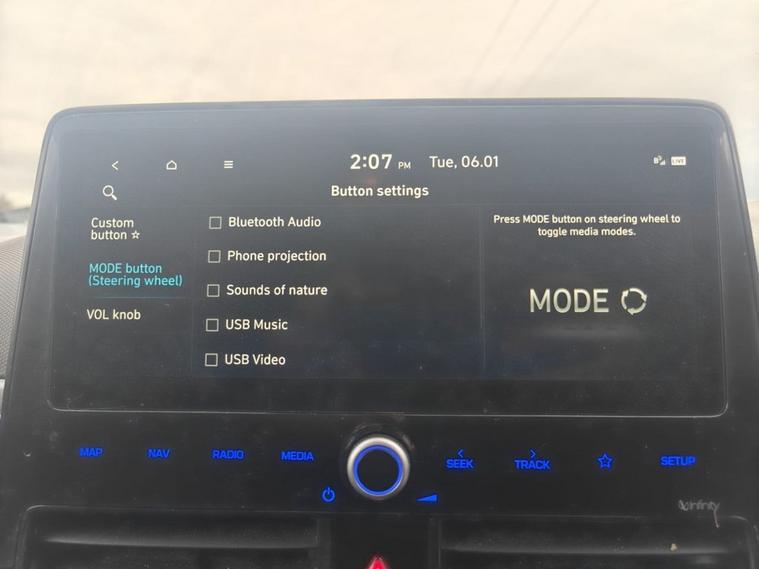 2:07 PM Tue, 06.01 LIVE
Button settings
Custom
button ☆
MODE button
(Steering wheel)
VOL knob
Bluetooth Audio
Phone projection
Sounds of nature
USB Music
USB Video
Press MODE button on steering wheel to
toggle media modes.
MODE
MAP NAV RADIO MEDIA SEEK TRACK SETUP
infinity